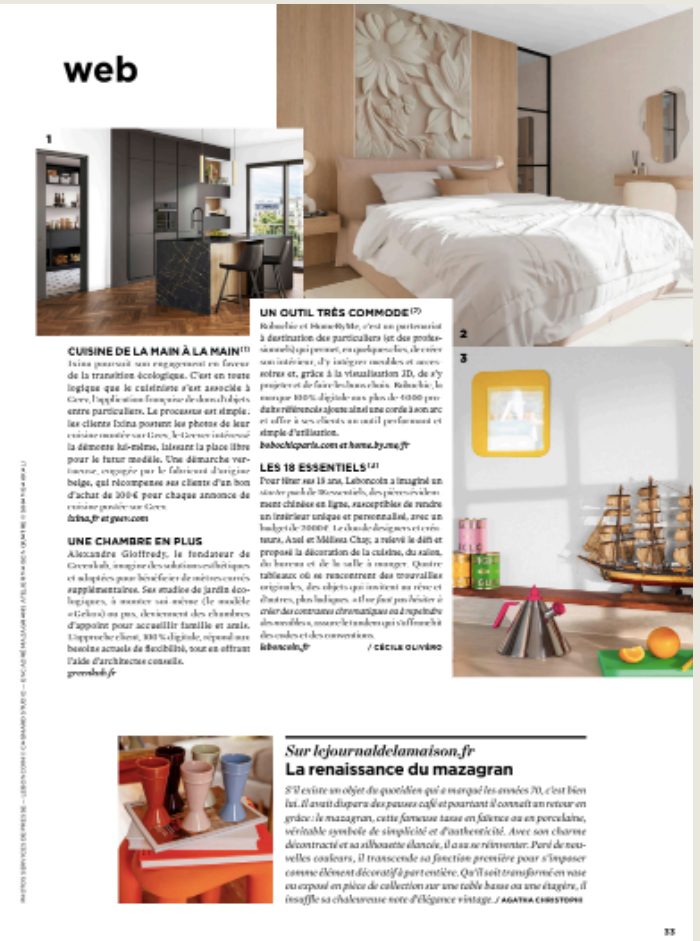 web
1
2
3
CUISINE DE LA MAIN À LA MAIN(1)
Ixina poursuit son engagement en faveur
de la transition écologique. C'est en toute
logique que le cuisiniste s'est associé à
Geev, l'application française de dons d'objets
entre particuliers. Le processus est simple:
les clients Ixina postent les photos de leur
cuisine montée sur Geev, le Geever intéressé
la démonte lui-même, laissant la place libre
pour le futur modèle. Une démarche ver-
tueuse, engagée par le fabricant d'origine
belge, qui récompense ses clients d'un bon
d'achat de 100 € pour chaque annonce de
cuisine postée sur Geev.
ixina.fr et geev.com
UNE CHAMBRE EN PLUS
Alexandre Gioffredy, le fondateur de
Greenkub, imagine des solutions esthétiques
et adaptées pour bénéficier de mètres carrés
supplémentaires. Ses studios de jardin éco-
logiques, à monter soi même (le modèle
ou pas, deviennent des chambres
d'appoint pour accueillir famille et amis.
L'approche client, 100 % digitale, répond aux
besoins actuels de flexibilité, tout en offrant
l'aide d'architectes conseils.
greenkub.fr
UN OUTIL TRÈS COMMODE(2)
Bobochic et HomeByMe, c'est un partenariat
à destination des particuliers (et des profes-
sionnels) qui permet, en quelques clics, de créer
son intérieur, d'y intégrer meubles et acces-
soires et, grâce à la visualisation 3D, de s'y
projeter et de faire les bons choix. Bobochic, la
marque 100% digitale aux plus de 4000 pro-
duits référencés ajoute ainsi une corde à son arc
et offre à ses clients un outil performant et
simple d'utilisation.
bobochicparis.com et home.by.me/fr
LES 18 ESSENTIELS(3)
Pour fêter ses 18 ans, Leboncoin a imaginé un
starter pack de 18 essentiels, des pièces évidem-
ment chinées en ligne, susceptibles de rendre
un intérieur unique et personnalisé, avec un
budget de 2000€. Le duo de designers et créa-
teurs, Axel et Mélissa Chay, a relevé le défi et
proposé la décoration de la cuisine, du salon,
du bureau et de la salle à manger. Quatre
tableaux où se rencontrent des trouvailles
originales, des objets qui invitent au rêve et
d'autres, plus ludiques. « Il ne faut pas hésiter à
créer des contrastes chromatiques ou à repeindre
des meubles », assure le tandem qui s'affranchit
des codes et des conventions.
leboncoin.fr / CÉCILE OLIVÉRO
Sur lejournaldelamaison.fr
La renaissance du mazagran
S'il existe un objet du quotidien qui a marqué les années 70, c'est bien
lui. Il avait disparu des pauses café et pourtant il connaît un retour en
grâce : le mazagran, cette fameuse tasse en faïence ou en porcelaine,
véritable symbole de simplicité et d'authenticité. Avec son charme
décontracté et sa silhouette élancée, il a su se réinventer. Paré de nou-
velles couleurs, il transcende sa fonction première pour s'imposer
comme élément décoratif à part entière. Qu'il soit transformé en vase
ou exposé en pièce de collection sur une table basse ou une étagère, il
insuffle sa chaleureuse note d'élégance vintage. / AGATHA CHRISTOPHE
33